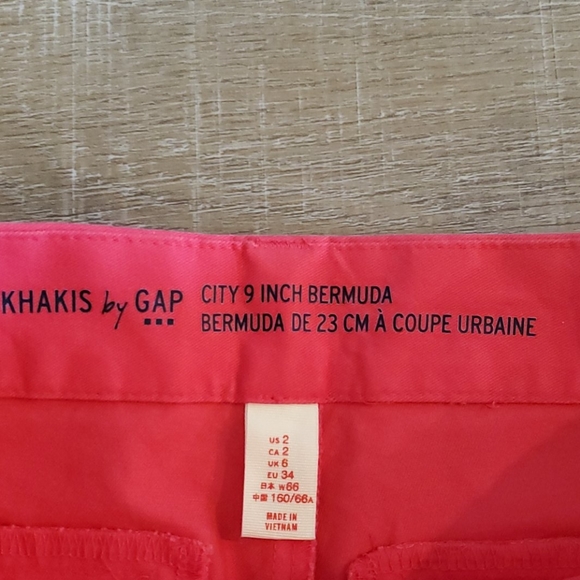 KHAKIS by GAP
CITY 9 INCH BERMUDA
BERMUDA DE 23 CM À COUPE URBAINE
US 2
CA 2
UK 6
EU 34
日本 W66
中国 160/66A
MADE IN
VIETNAM